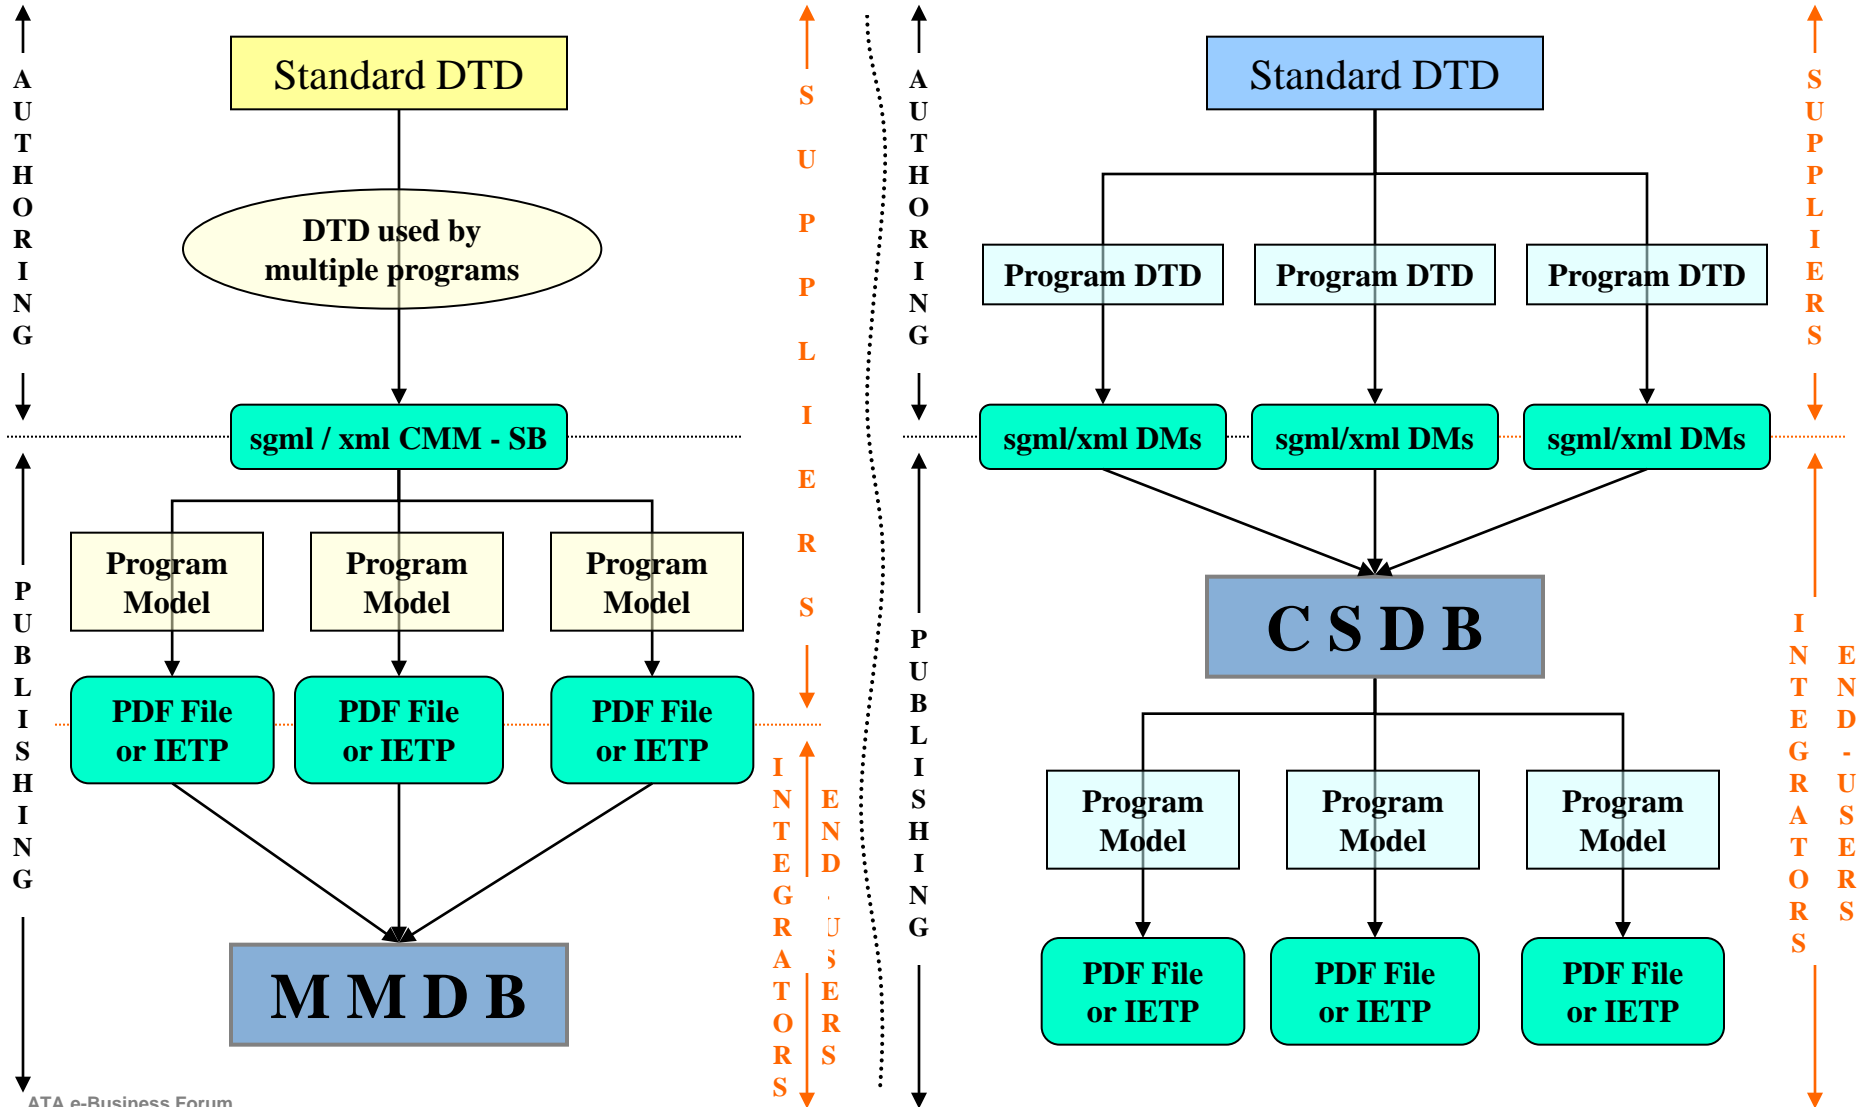 AUTHORING
Standard DTD
DTD used by
multiple programs
sgml / xml CMM - SB
PUBLISHING
Program
Model
Program
Model
Program
Model
PDF File
or IETP
PDF File
or IETP
PDF File
or IETP
M M D B
SUPPLIERS
INTEGRATORS
END-USERS
AUTHORING
Standard DTD
Program DTD
Program DTD
Program DTD
sgml/xml DMs
sgml/xml DMs
sgml/xml DMs
PUBLISHING
C S D B
Program
Model
Program
Model
Program
Model
PDF File
or IETP
PDF File
or IETP
PDF File
or IETP
SUPPLIERS
INTEGRATORS
END-USERS
ATA e-Business Forum